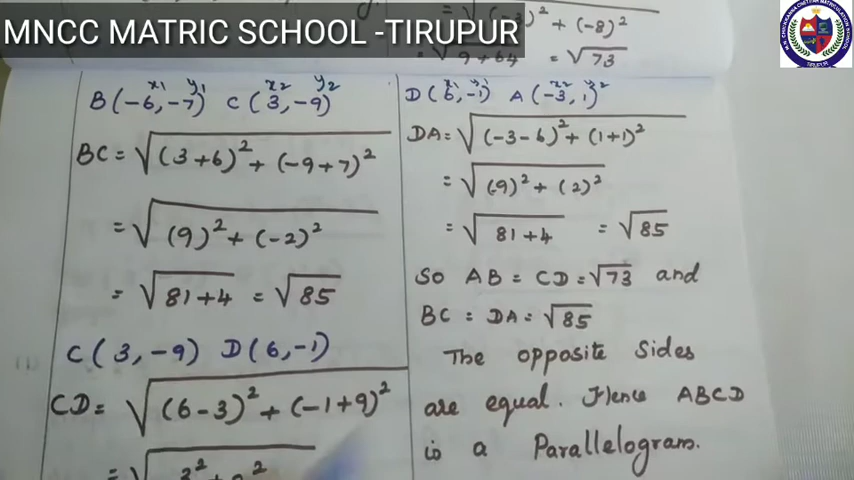 MNCC MATRIC SCHOOL -TIRUPUR
= √(-3)² + (-8)²
= √9+64 = √73
x₁ y₁ x₂ y₂
B(-6,-7) C(3,-9)
BC = √(3+6)² + (-9+7)²
= √(9)² + (-2)²
= √81+4 = √85
C(3,-9) D(6,-1)
CD = √(6-3)² + (-1+9)²
x₁ y₁ x₂ y₂
D(6,-1) A(-3,1)
DA = √(-3-6)² + (1+1)²
= √(-9)² + (2)²
= √81+4 = √85
So AB = CD = √73 and
BC = DA = √85
The opposite sides
are equal. Hence ABCD
is a Parallelogram.